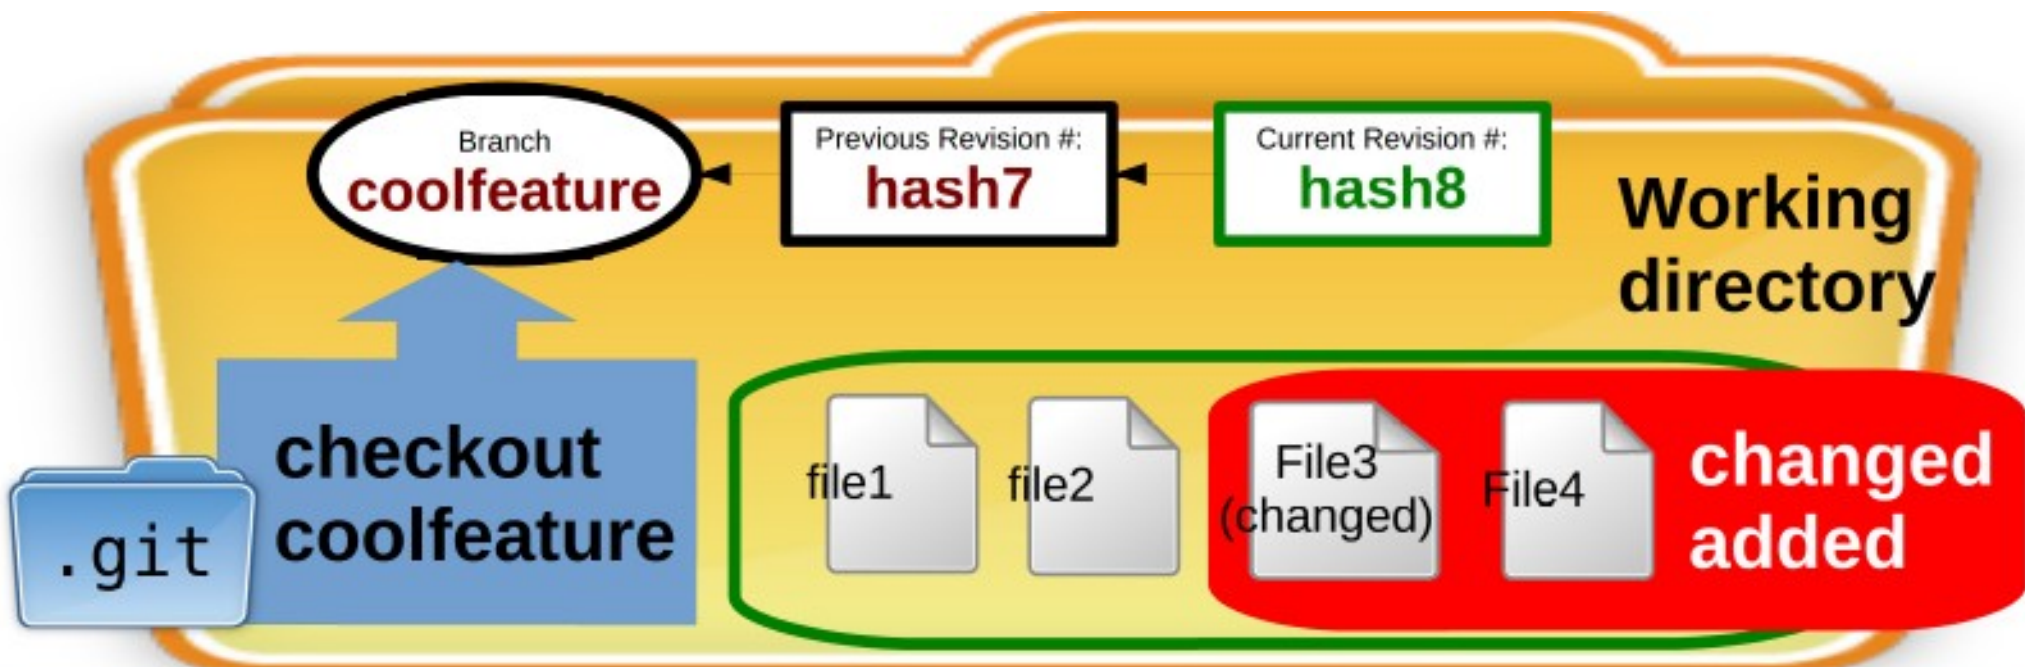 Branch
coolfeature
Previous Revision #:
hash7
Current Revision #:
hash8
Working
directory
checkout
coolfeature
.git
file1
file2
File3
(changed)
File4
changed
added